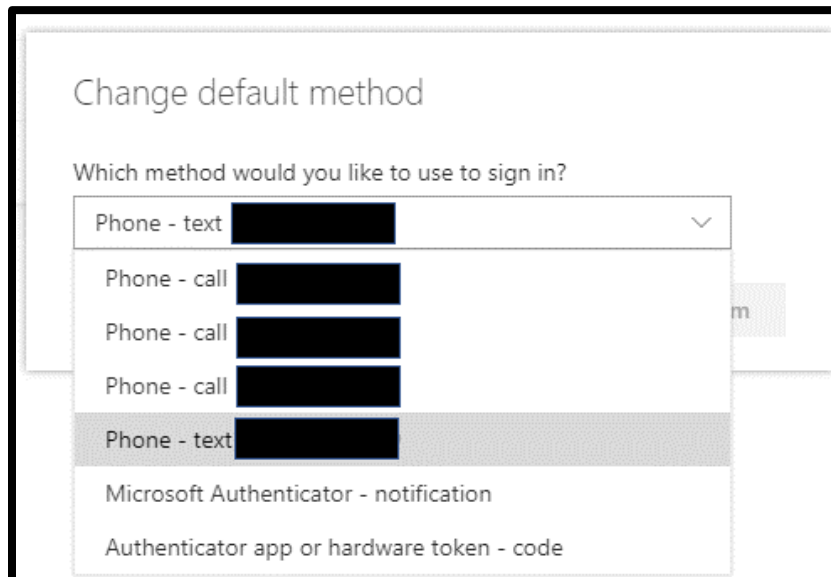 Change default method
Which method would you like to use to sign in?
Phone - text
Phone - call
Phone - call
Phone - call
Phone - text
Microsoft Authenticator - notification
Authenticator app or hardware token - code